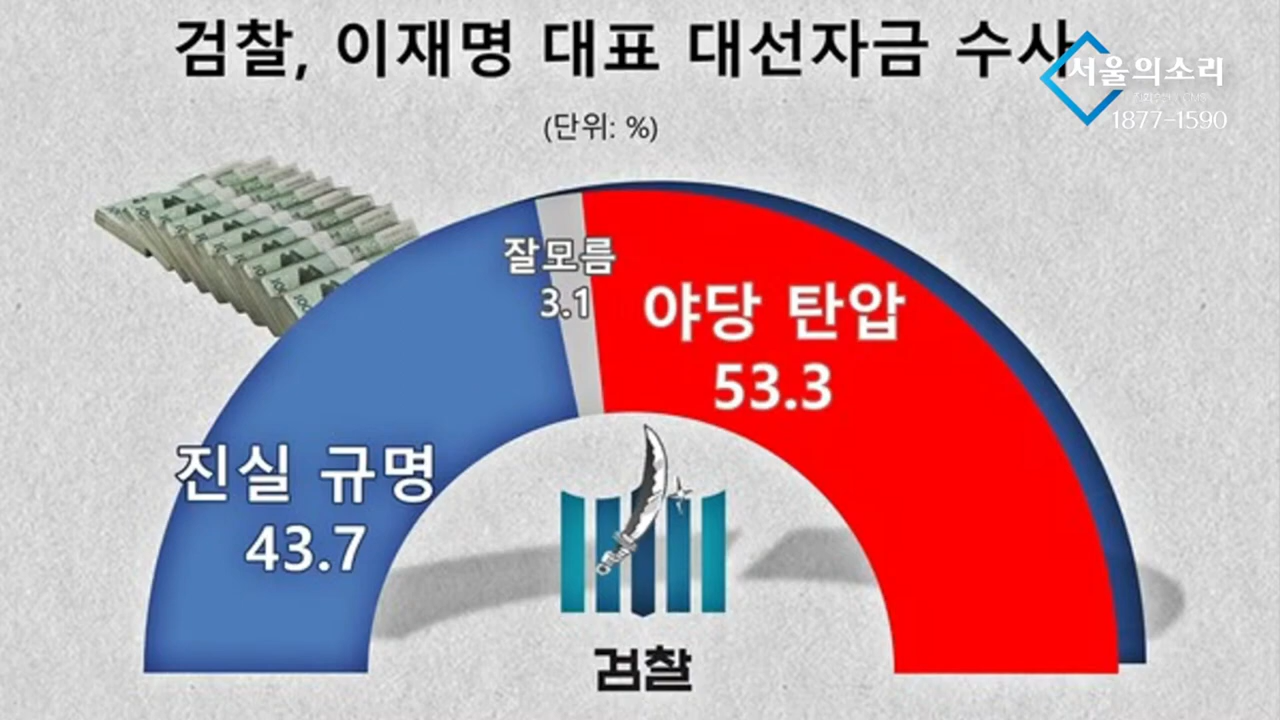 검찰, 이재명 대표 대선자금 수사
서울의소리
1877-1590
(단위: %)
잘모름
3.1
야당 탄압
53.3
진실 규명
43.7
검찰